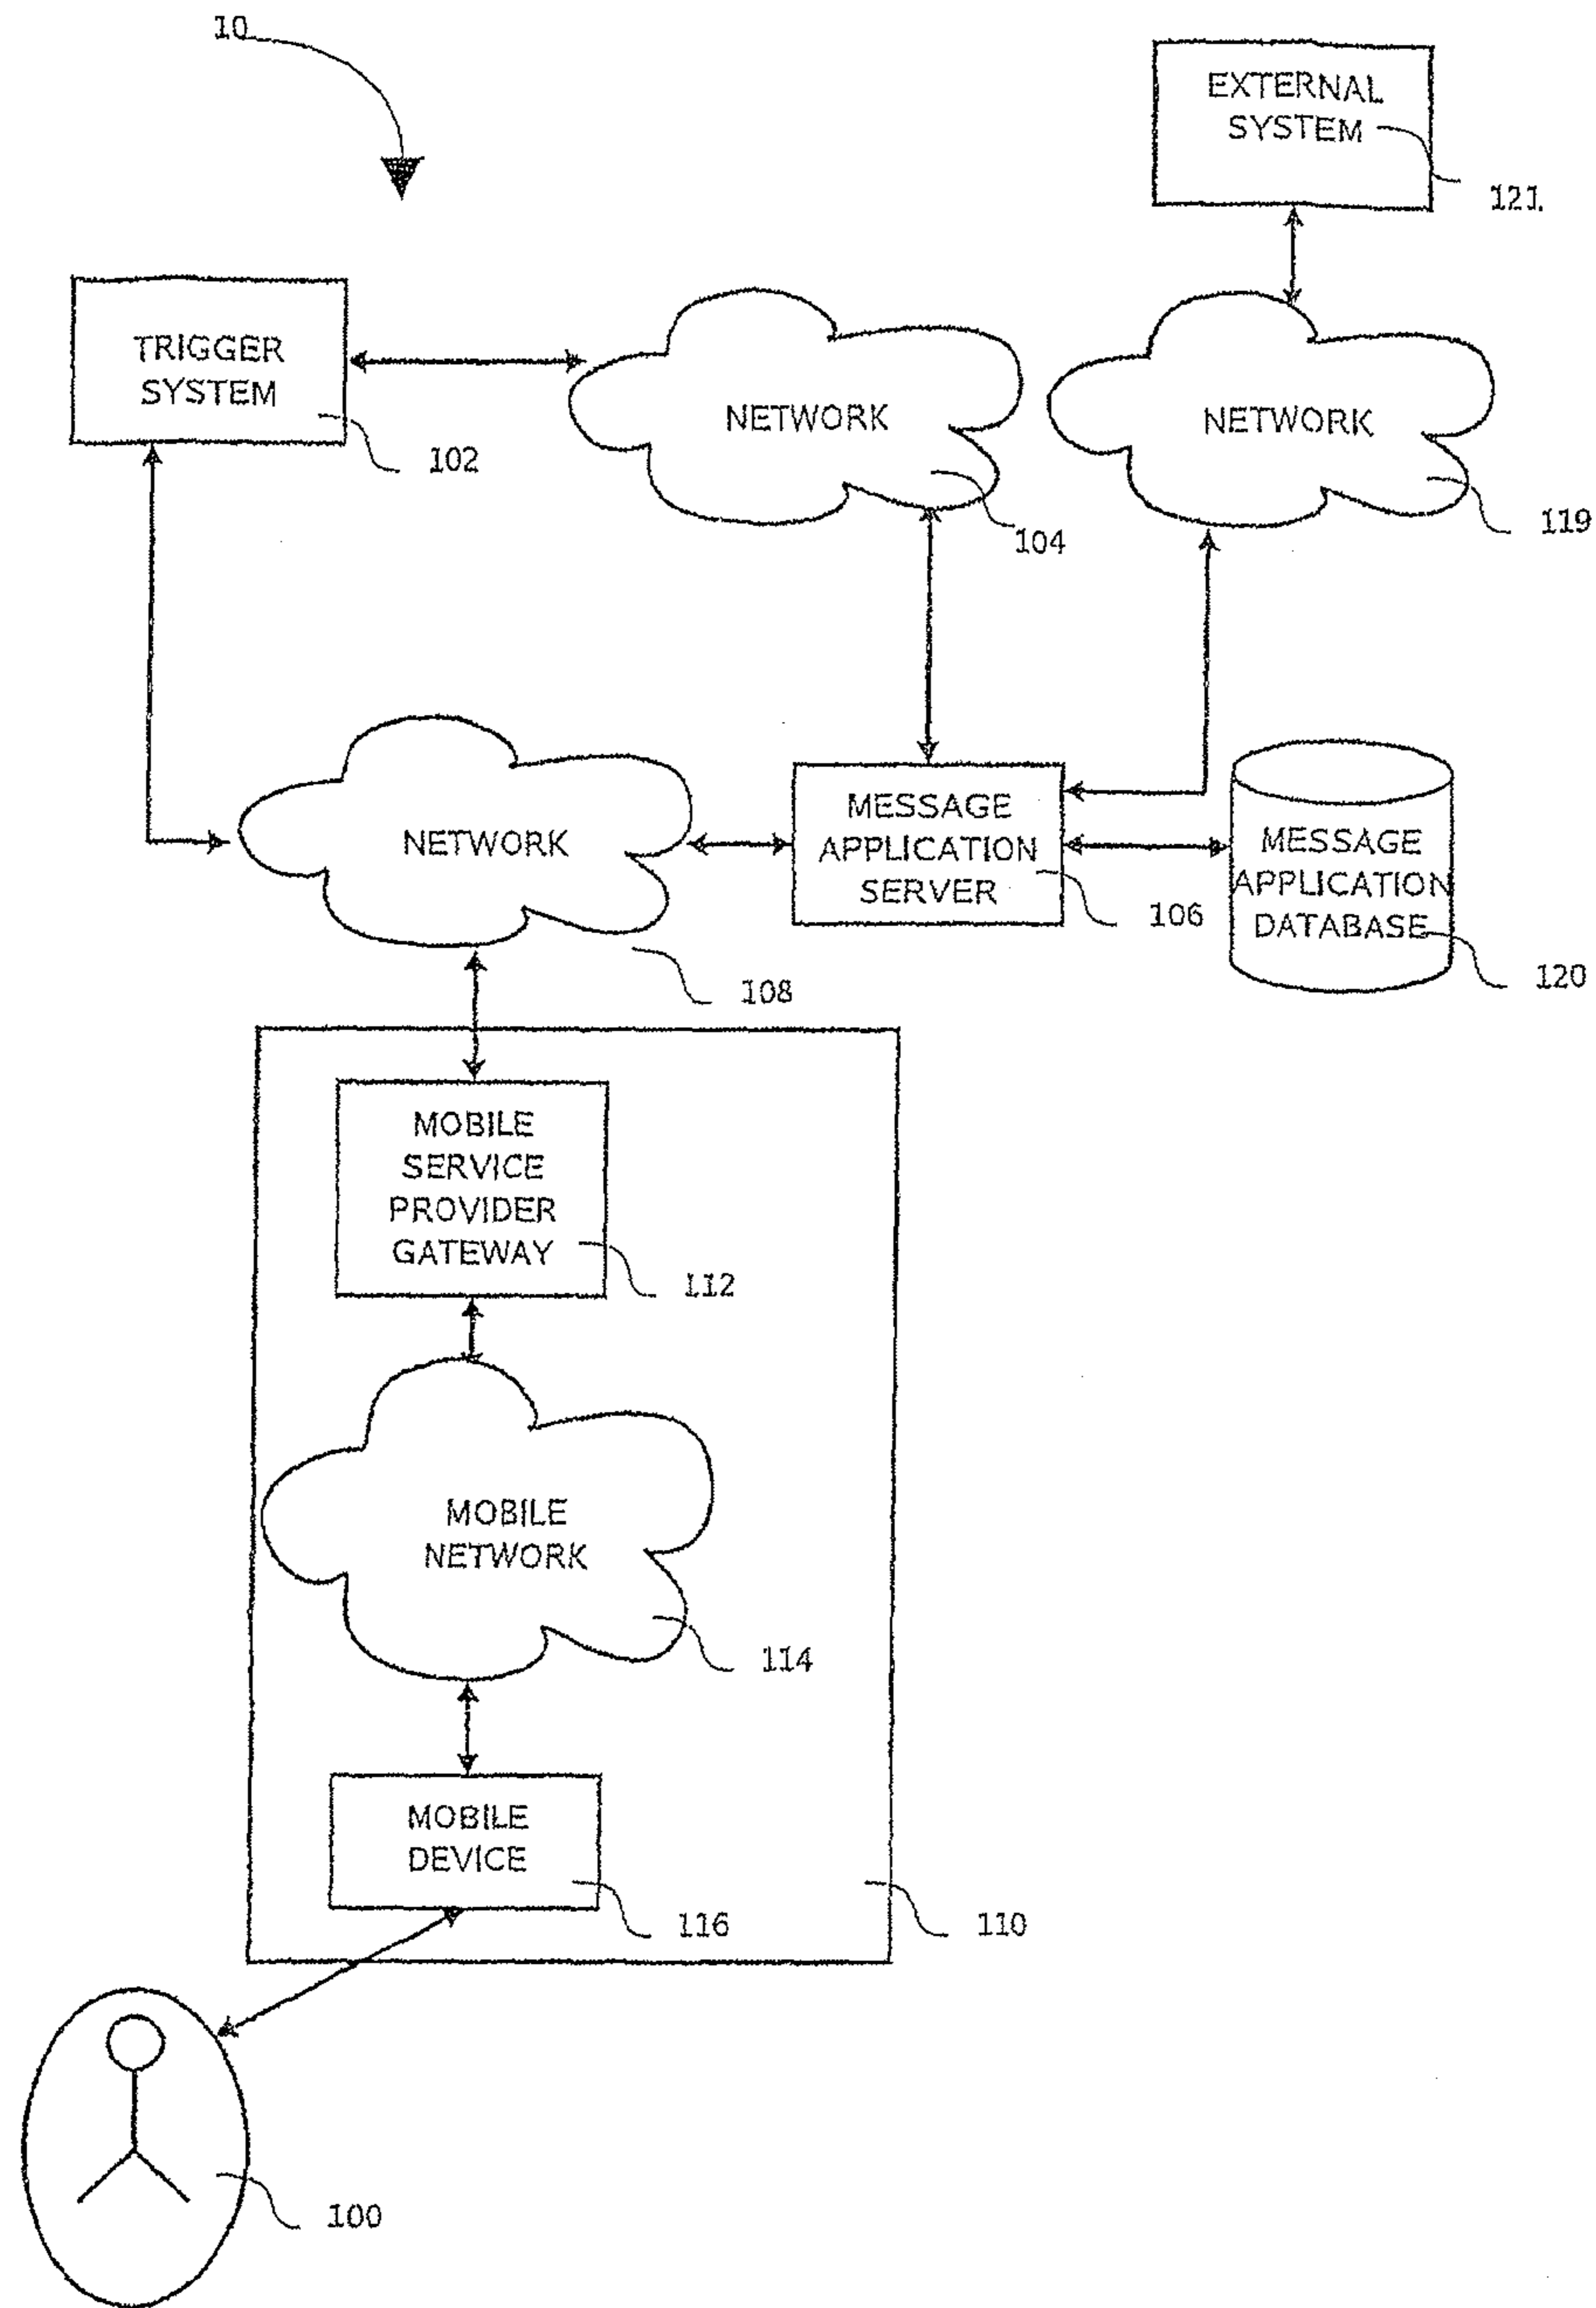 10
EXTERNAL
SYSTEM
121
TRIGGER
SYSTEM
102
NETWORK
104
NETWORK
119
NETWORK
108
MESSAGE
APPLICATION
SERVER
106
MESSAGE
APPLICATION
DATABASE
120
MOBILE
SERVICE
PROVIDER
GATEWAY
112
MOBILE
NETWORK
114
MOBILE
DEVICE
116
110
100